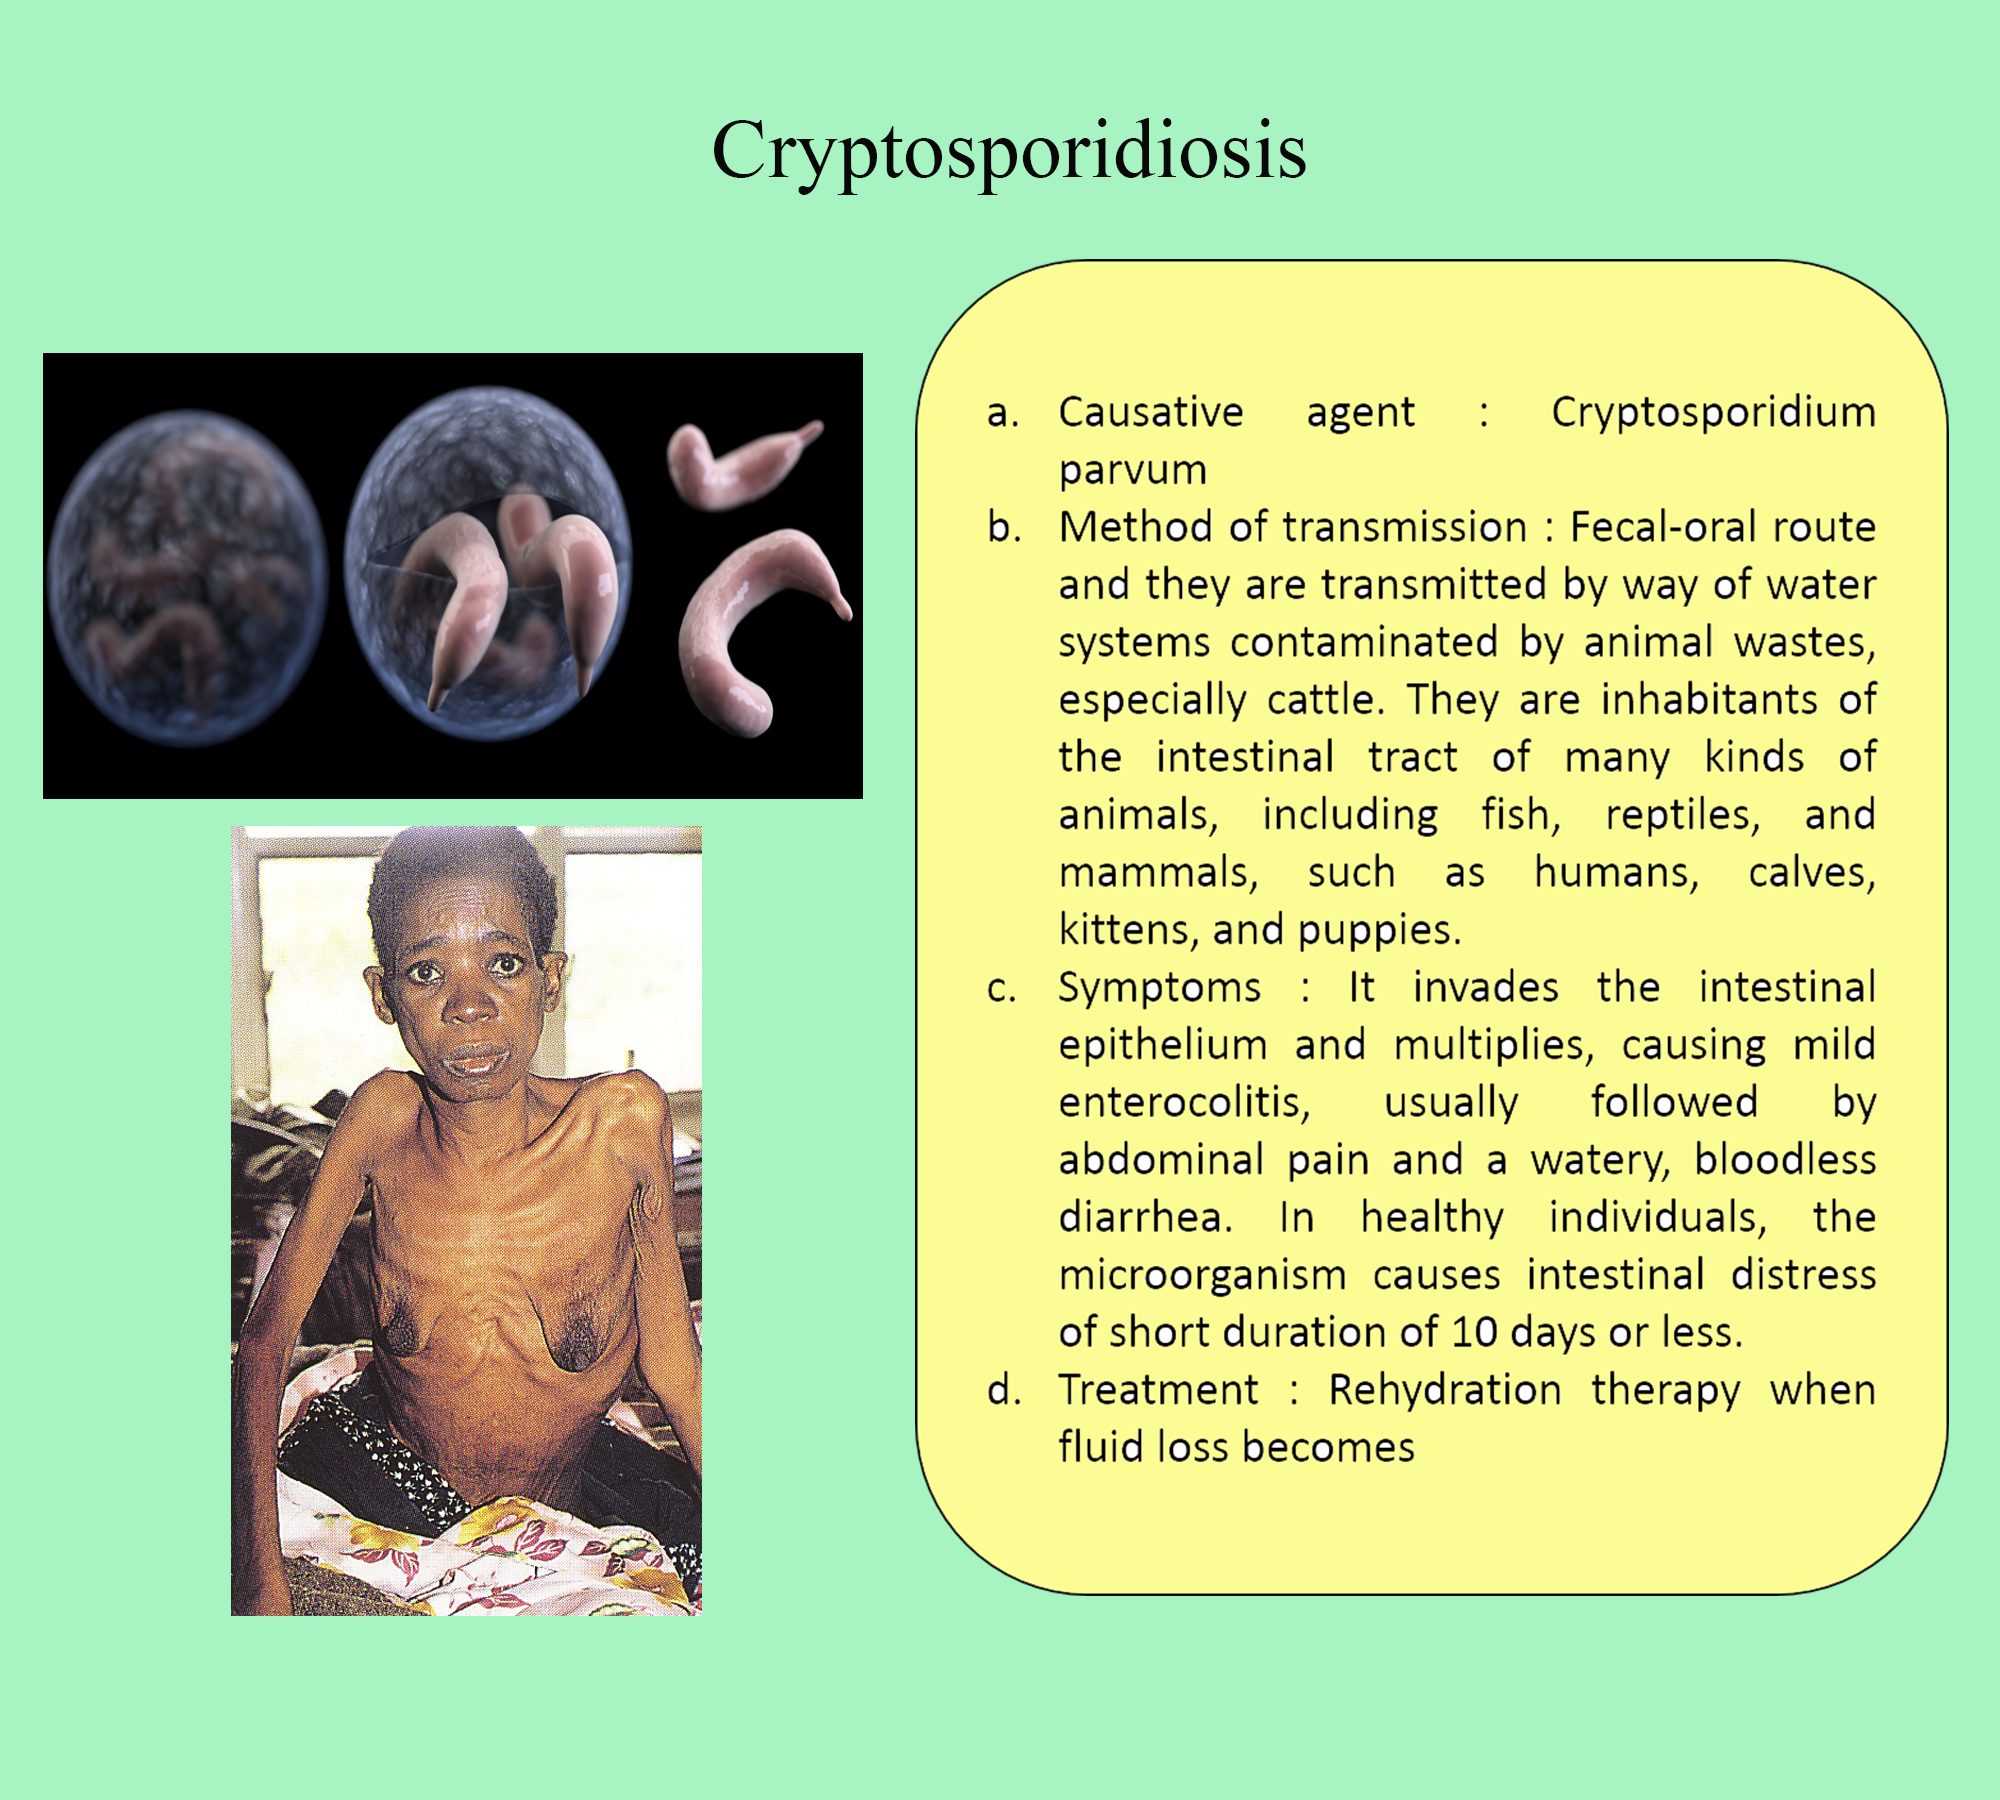 Cryptosporidiosis
a. Causative agent : Cryptosporidium
parvum
b. Method of transmission : Fecal-oral route
and they are transmitted by way of water
systems contaminated by animal wastes,
especially cattle. They are inhabitants of
the intestinal tract of many kinds of
animals, including fish, reptiles, and
mammals, such as humans, calves,
kittens, and puppies.
c. Symptoms : It invades the intestinal
epithelium and multiplies, causing mild
enterocolitis, usually followed by
abdominal pain and a watery, bloodless
diarrhea. In healthy individuals, the
microorganism causes intestinal distress
of short duration of 10 days or less.
d. Treatment : Rehydration therapy when
fluid loss becomes